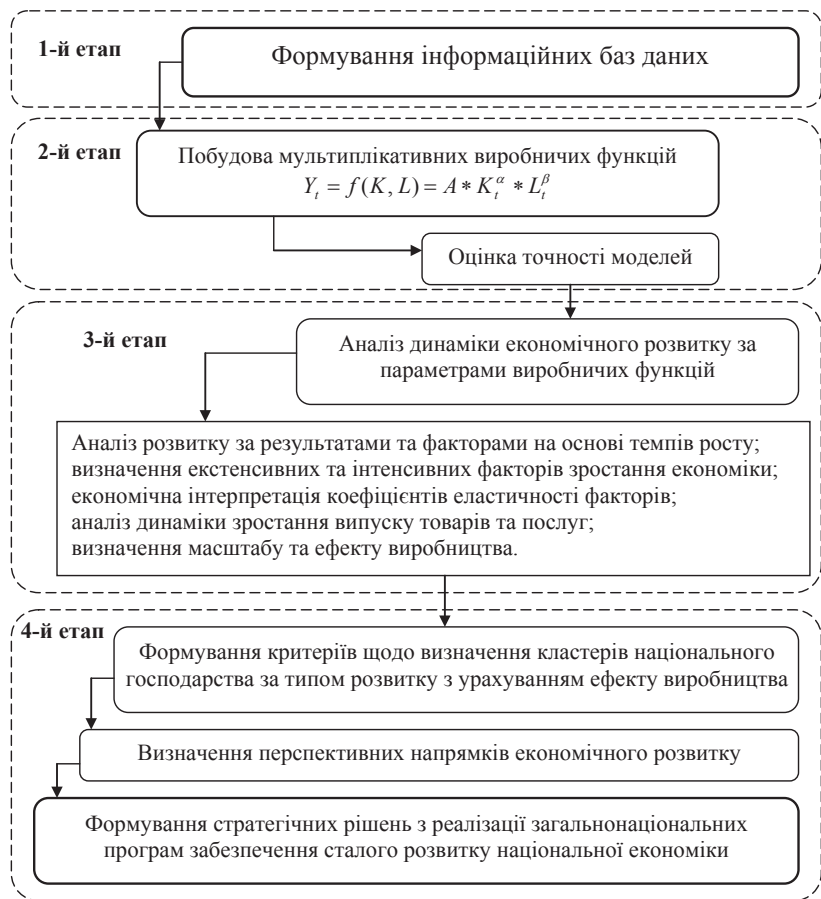 1-й етап
Формування інформаційних баз даних
2-й етап
Побудова мультиплікативних виробничих функцій
Y_t = f(K, L) = A * K_t^α * L_t^β
Оцінка точності моделей
3-й етап
Аналіз динаміки економічного розвитку за
параметрами виробничих функцій
Аналіз розвитку за результатами та факторами на основі темпів росту;
визначення екстенсивних та інтенсивних факторів зростання економіки;
економічна інтерпретація коефіцієнтів еластичності факторів;
аналіз динаміки зростання випуску товарів та послуг;
визначення масштабу та ефекту виробництва.
4-й етап
Формування критеріїв щодо визначення кластерів національного
господарства за типом розвитку з урахуванням ефекту виробництва
Визначення перспективних напрямків економічного розвитку
Формування стратегічних рішень з реалізації загальнонаціональних
програм забезпечення сталого розвитку національної економіки